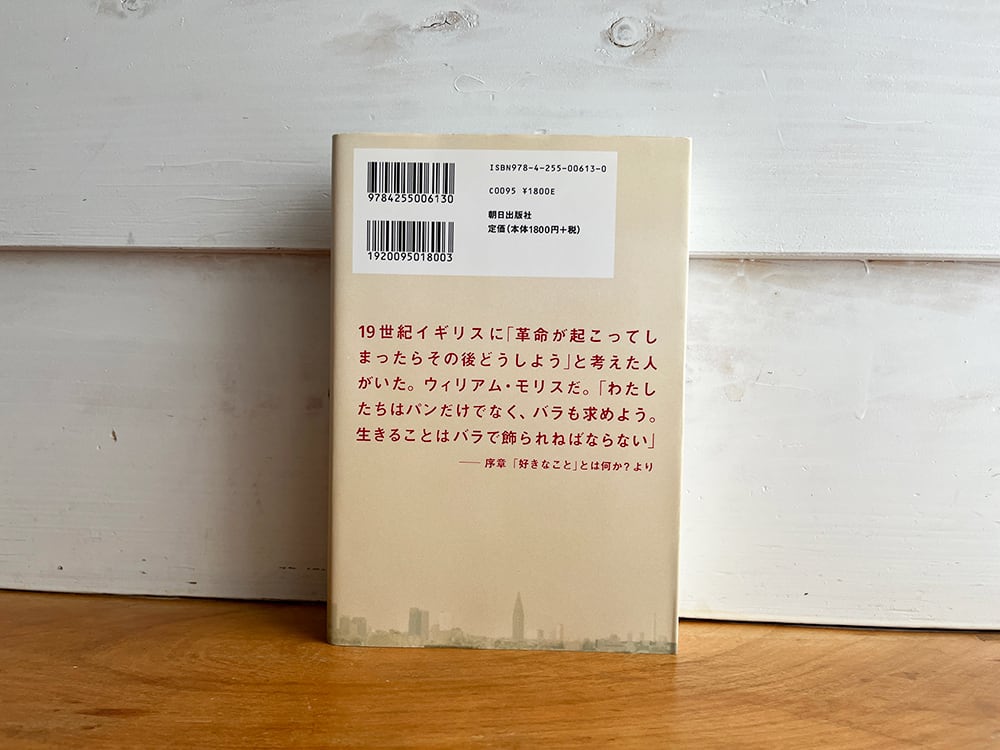 ISBN978-4-255-00613-0
9784255006130
C0095 ¥1800E
朝日出版社
定価(本体1800円+税)
1920095018003
19世紀イギリスに「革命が起こってし
まったらその後どうしよう」と考えた人
がいた。ウィリアム・モリスだ。「わたし
たちはパンだけでなく、バラも求めよう。
生きることはバラで飾られねばならない」
―― 序章「好きなこと」とは何か?より